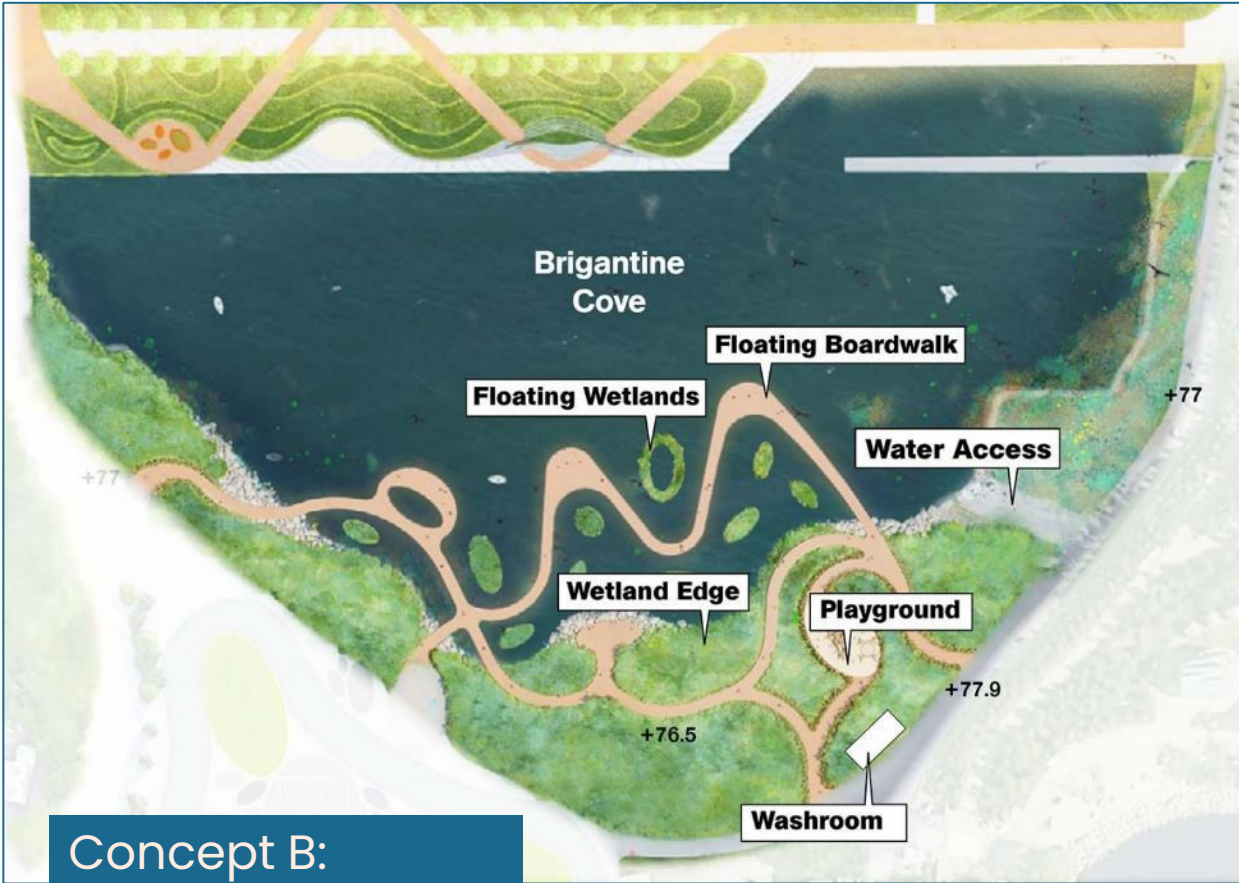 Brigantine
Cove
Floating Boardwalk
Floating Wetlands
+77
Water Access
+77
Wetland Edge
Playground
+77.9
+76.5
Washroom
Concept B: